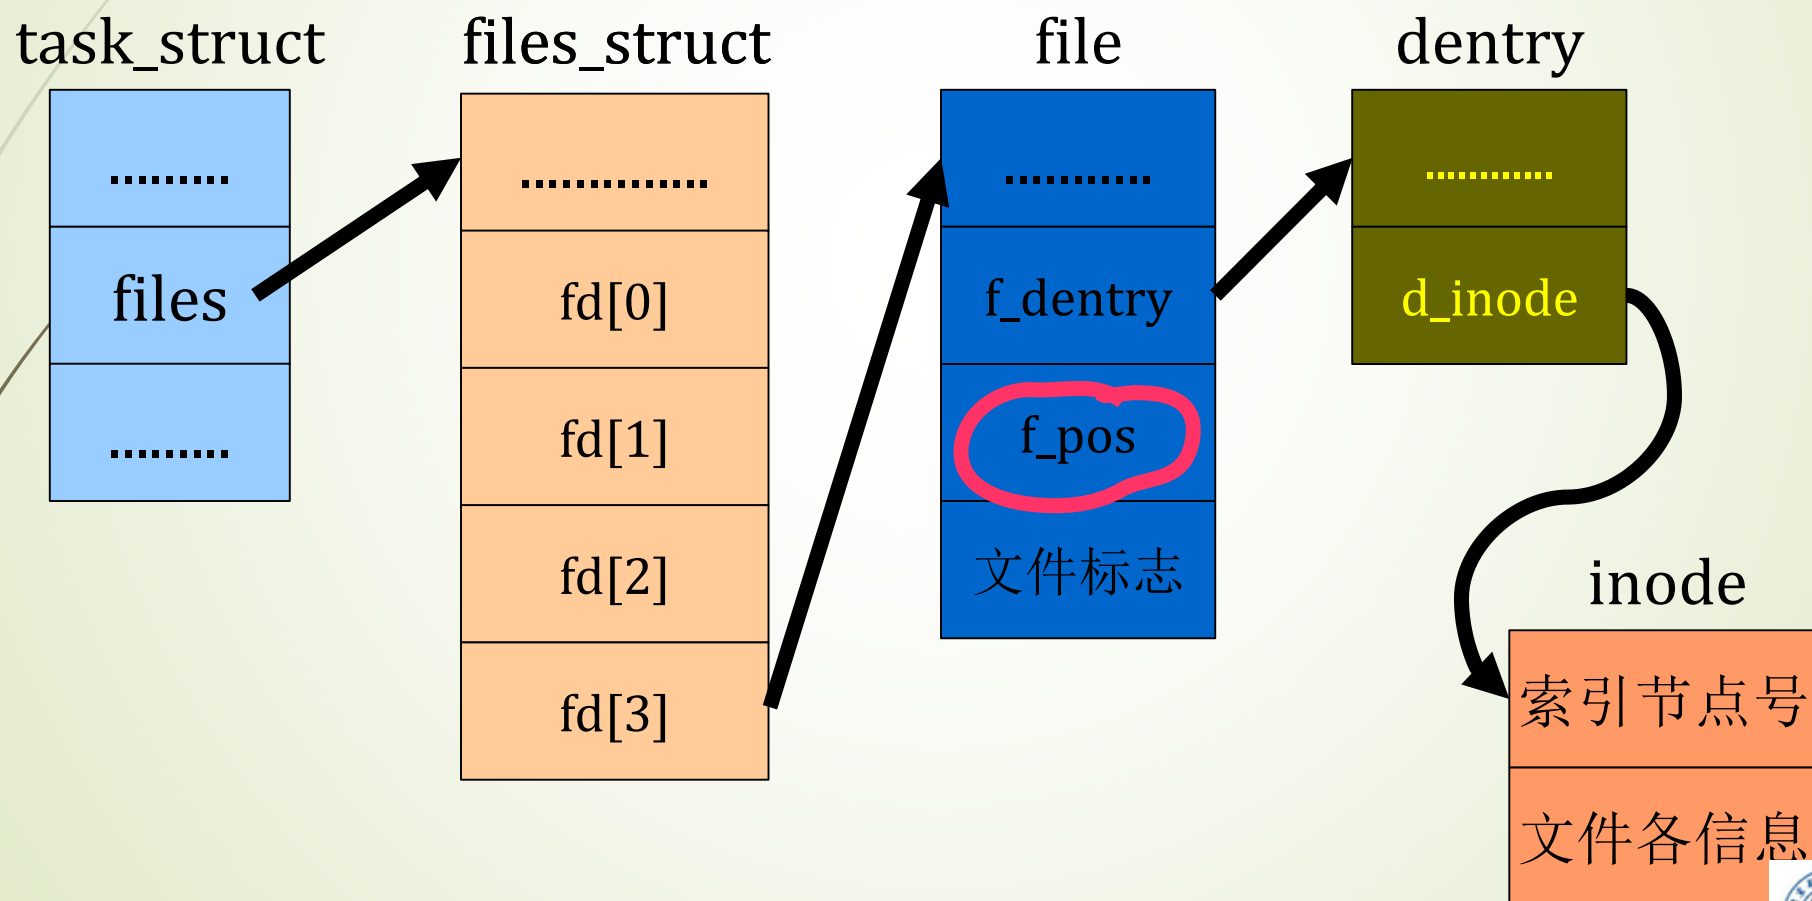 task_struct
files_struct
file
dentry
.........
files
.........
..............
fd[0]
fd[1]
fd[2]
fd[3]
...........
f_dentry
f_pos
文件标志
............
d_inode
inode
索引节点号
文件各信息